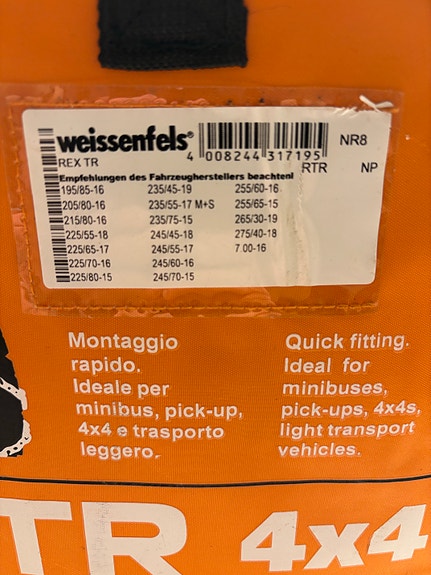 weissenfels®
4 008244 317195
NR8
REX TR
RTR NP
Empfehlungen des Fahrzeugherstellers beachten!
195/85-16 235/45-19 255/60-16
205/80-16 235/55-17 M+S 255/65-15
215/80-16 235/75-15 265/30-19
225/55-18 245/45-18 275/40-18
225/65-17 245/55-17 7.00-16
225/70-16 245/60-16
225/80-15 245/70-15
Montaggio
rapido.
Ideale per
minibus, pick-up,
4x4 e trasporto
leggero.
Quick fitting.
Ideal for
minibuses,
pick-ups, 4x4s,
light transport
vehicles.
TR 4x4